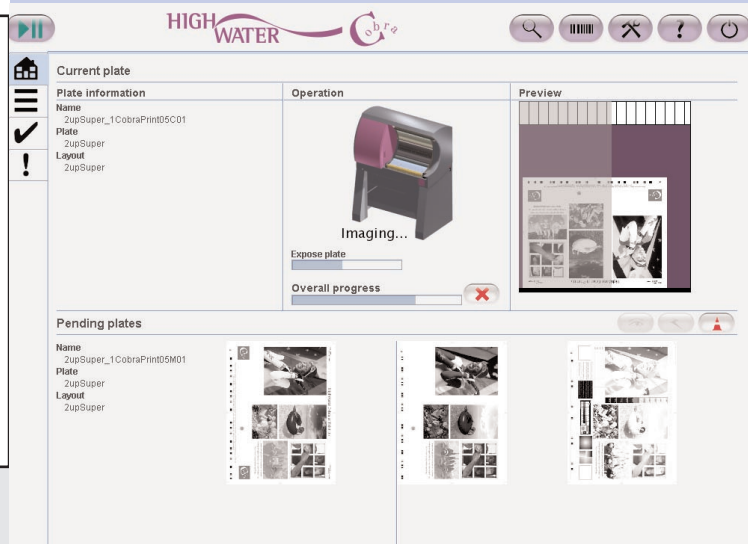 HIGH WATER Cobra
Current plate
Plate information
Name
2upSuper_1CobraPrint05C01
Plate
2upSuper
Layout
2upSuper
Operation
Imaging...
Expose plate
Overall progress
Preview
Pending plates
Name
2upSuper_1CobraPrint05M01
Plate
2upSuper
Layout
2upSuper